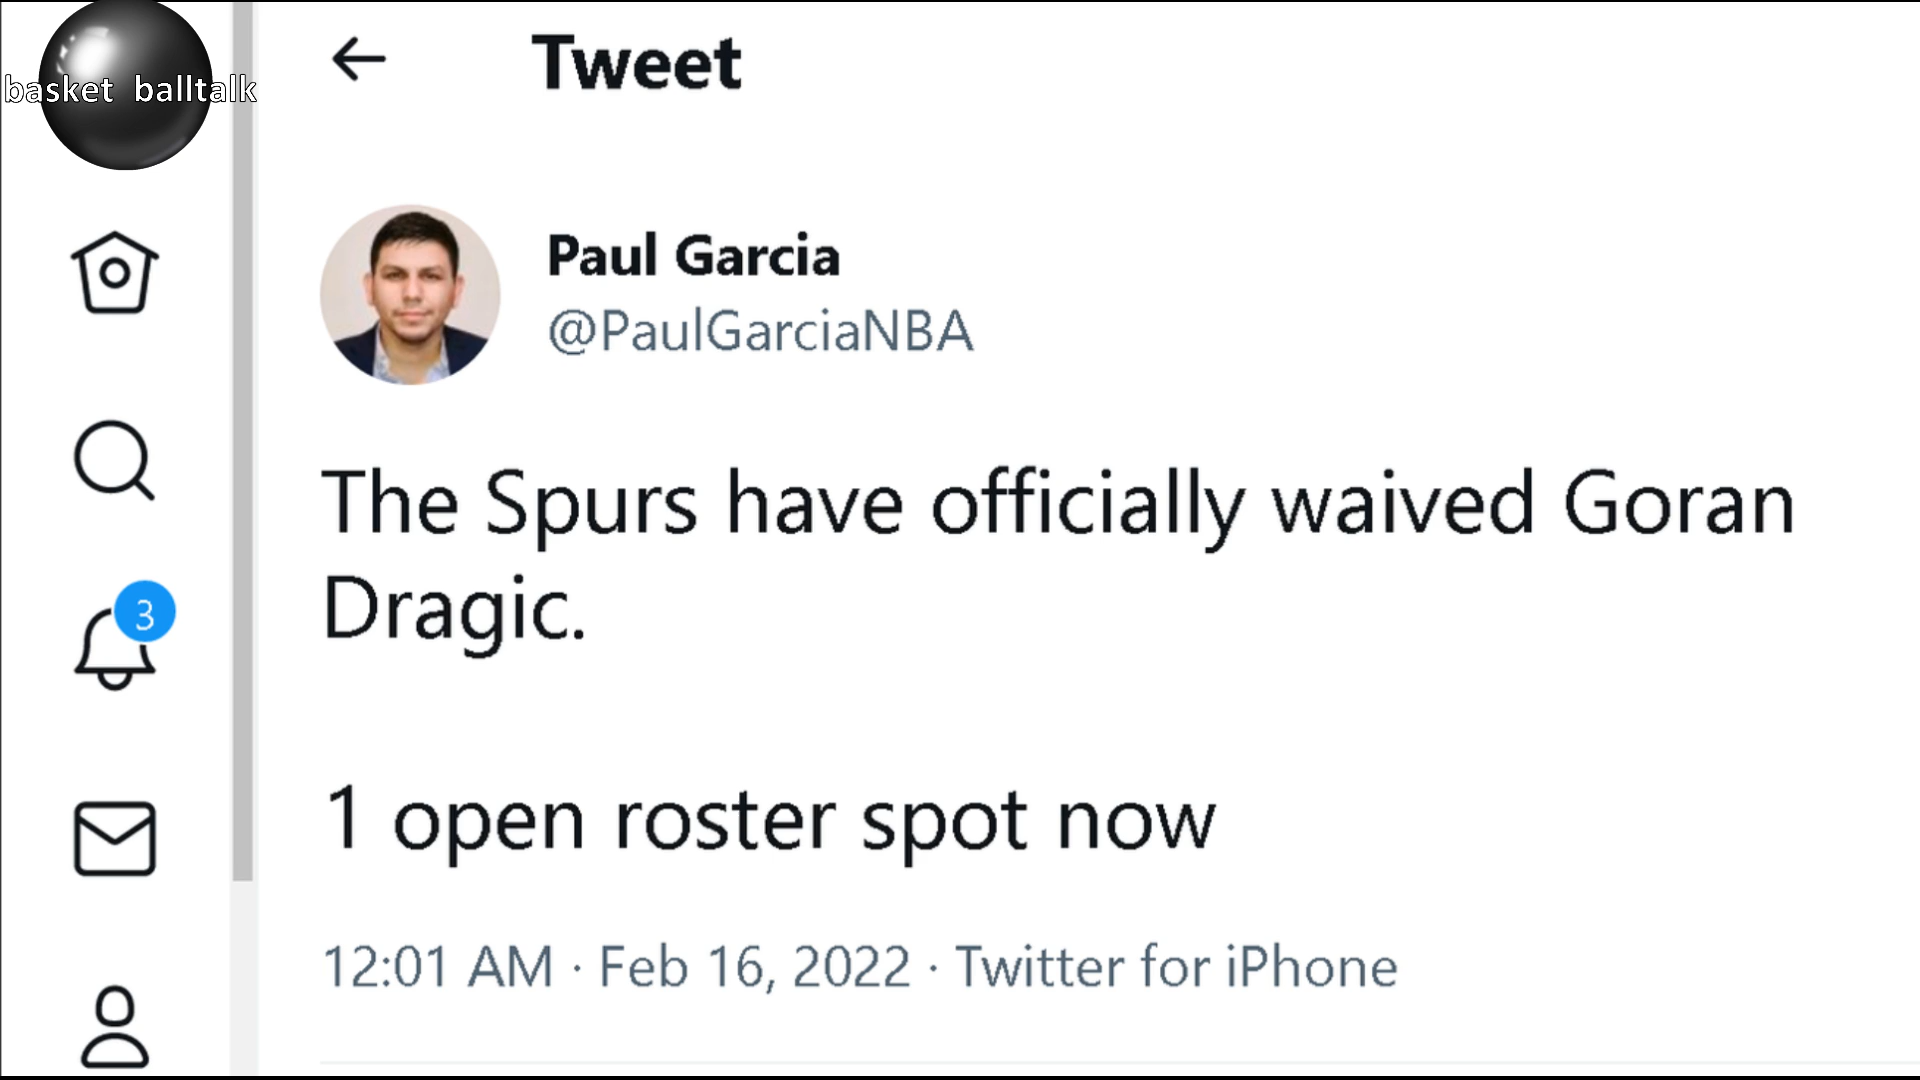 basket balltalk
Tweet
Paul Garcia
@PaulGarciaNBA
The Spurs have officially waived Goran
Dragic.
1 open roster spot now
12:01 AM · Feb 16, 2022 · Twitter for iPhone
3